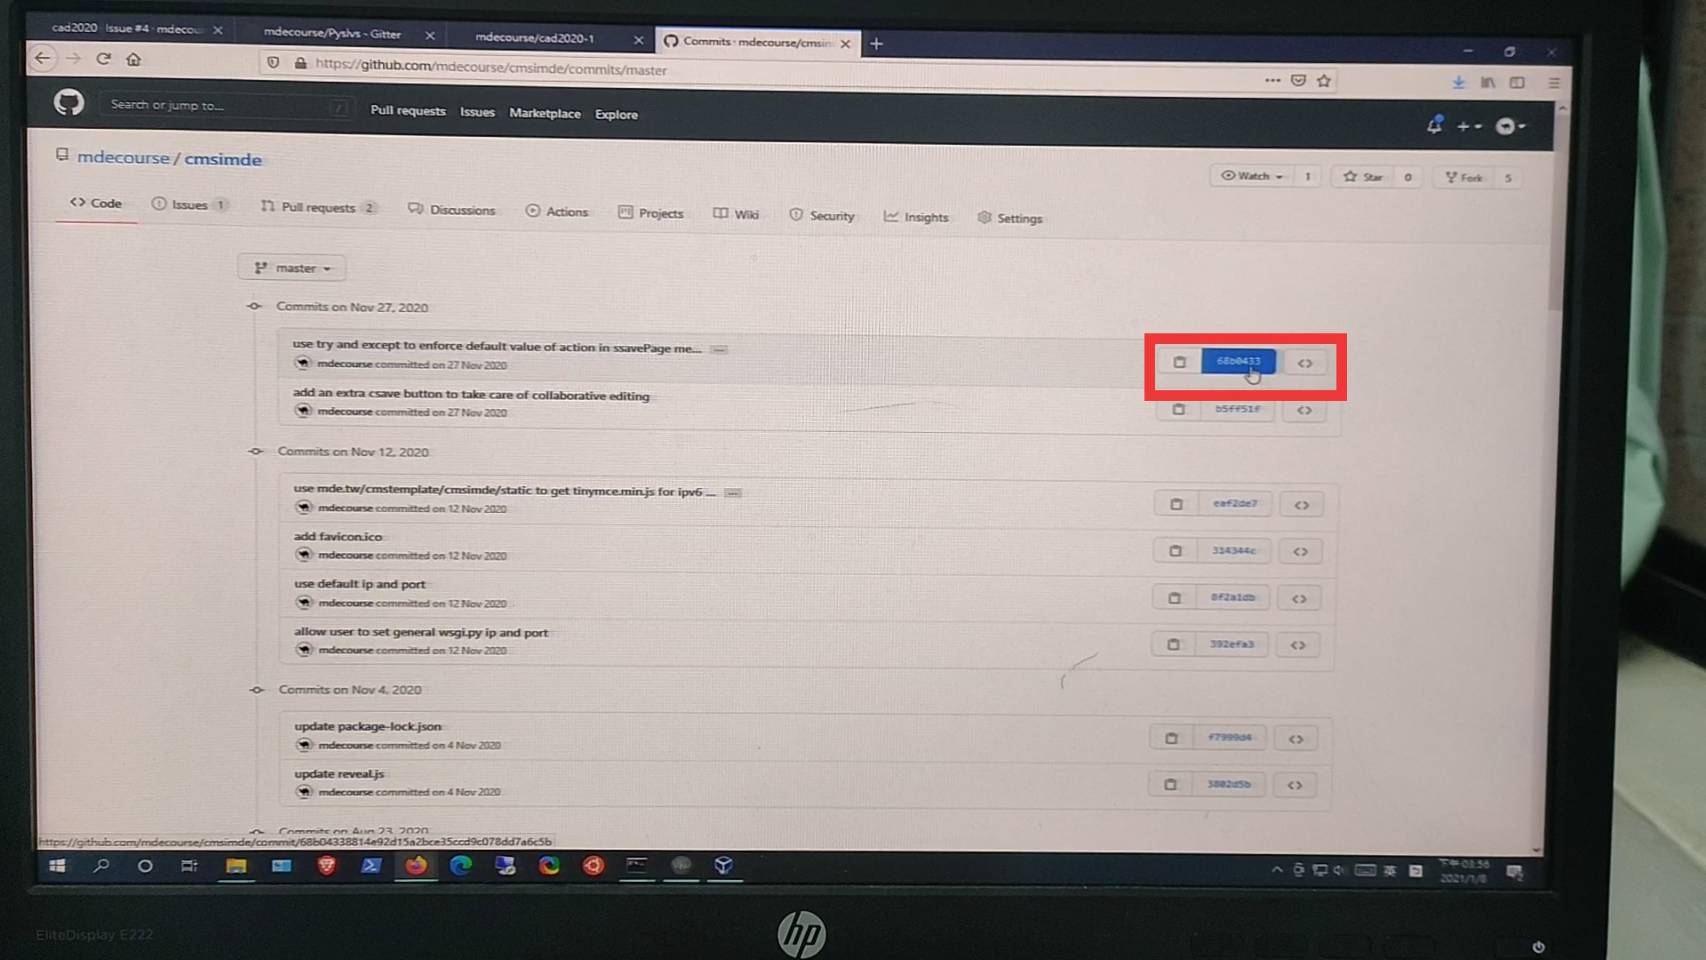 cad2020 Issue #4 · mdecou
mdecourse/Pyslvs - Gitter
mdecourse/cad2020-1
Commits · mdecourse/cmsim
https://github.com/mdecourse/cmsimde/commits/master
Search or jump to...
/
Pull requests Issues Marketplace Explore
mdecourse / cmsimde
Watch 1 Star 0 Fork 5
Code Issues 1 Pull requests 2 Discussions Actions Projects Wiki Security Insights Settings
master
Commits on Nov 27, 2020
use try and except to enforce default value of action in ssavePage me... ...
mdecourse committed on 27 Nov 2020
68b0433
add an extra csave button to take care of collaborative editing
mdecourse committed on 27 Nov 2020
b5ff51f
Commits on Nov 12, 2020
use mde.tw/cmstemplate/cmsimde/static to get tinymce.min.js for ipv6 ... ...
mdecourse committed on 12 Nov 2020
eaf2de7
add favicon.ico
mdecourse committed on 12 Nov 2020
314344c
use default ip and port
mdecourse committed on 12 Nov 2020
8f2a1db
allow user to set general wsgi.py ip and port
mdecourse committed on 12 Nov 2020
392efa3
Commits on Nov 4, 2020
update package-lock.json
mdecourse committed on 4 Nov 2020
f7999d4
update reveal.js
mdecourse committed on 4 Nov 2020
3802d5b
Commits on Aug 23, 2020
https://github.com/mdecourse/cmsimde/commit/68b04338814e92d15a2bce35ccd9c078dd7a6c5b
英
下午 03:56
2021/1/8
EliteDisplay E222
hp